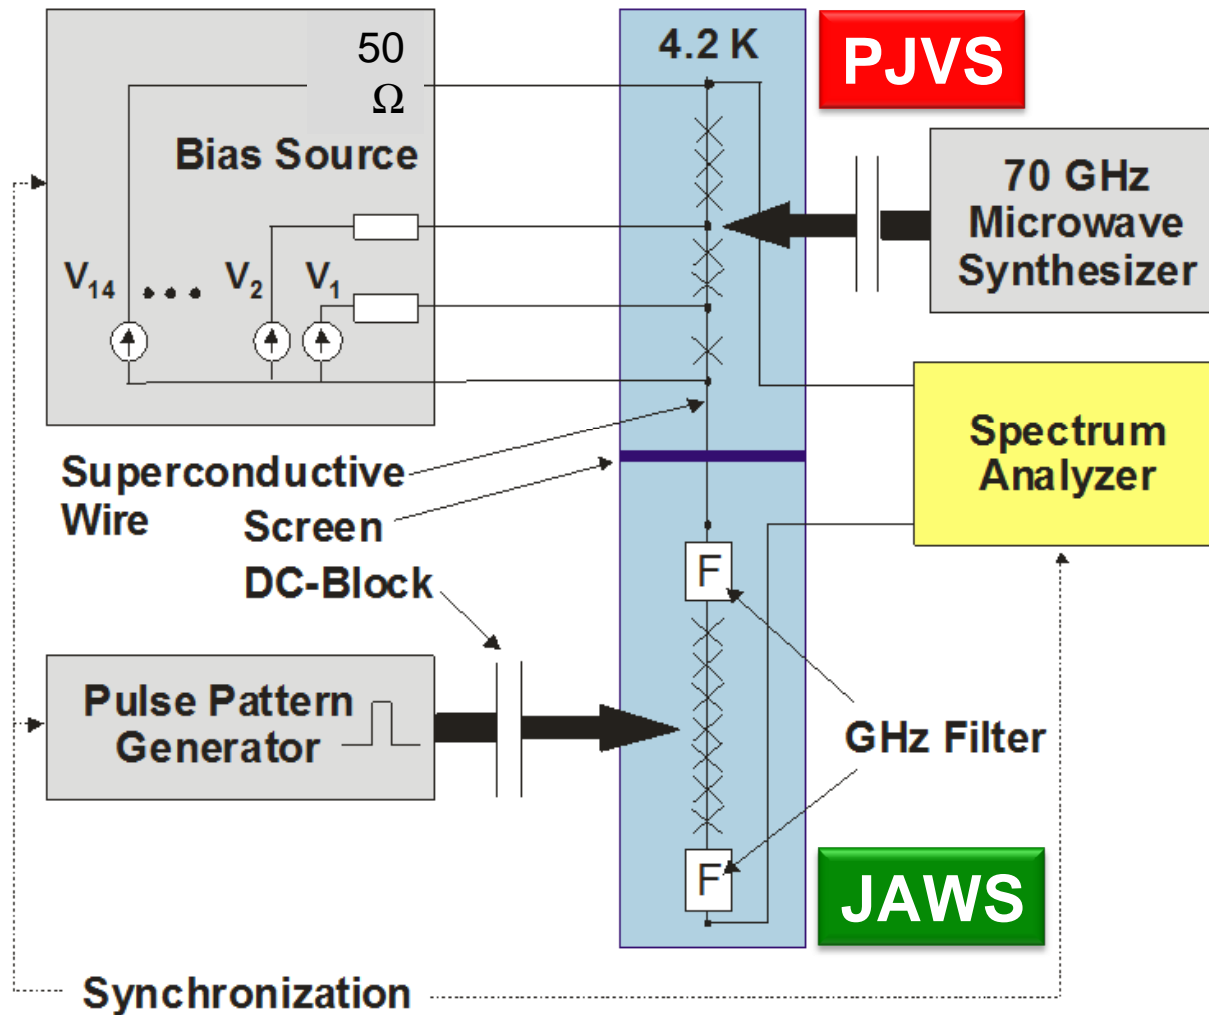 50
Ω
4.2 K
PJVS
Bias Source
70 GHz
Microwave
Synthesizer
V14 • • • V2 V1
Spectrum
Analyzer
Superconductive
Wire
Screen
DC-Block
F
Pulse Pattern
Generator
GHz Filter
F
JAWS
Synchronization